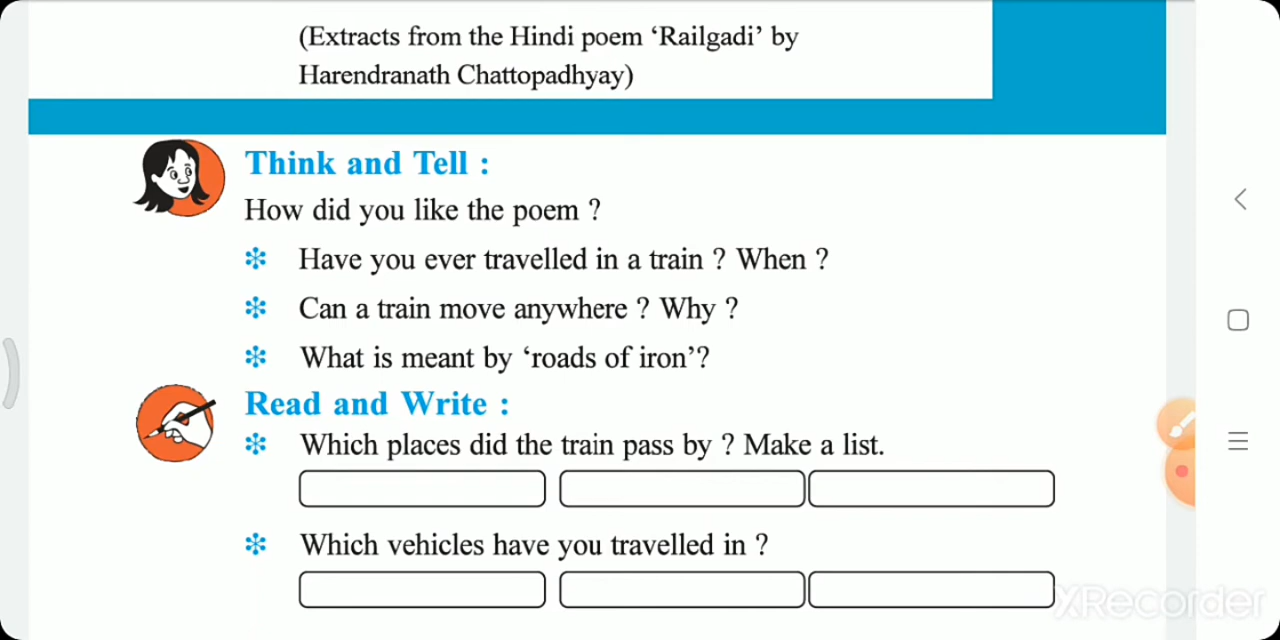 (Extracts from the Hindi poem ‘Railgadi’ by
Harendranath Chattopadhyay)
Think and Tell :
How did you like the poem ?
❇ Have you ever travelled in a train ? When ?
❇ Can a train move anywhere ? Why ?
❇ What is meant by ‘roads of iron’?
Read and Write :
❇ Which places did the train pass by ? Make a list.
❇ Which vehicles have you travelled in ?
XRecorder